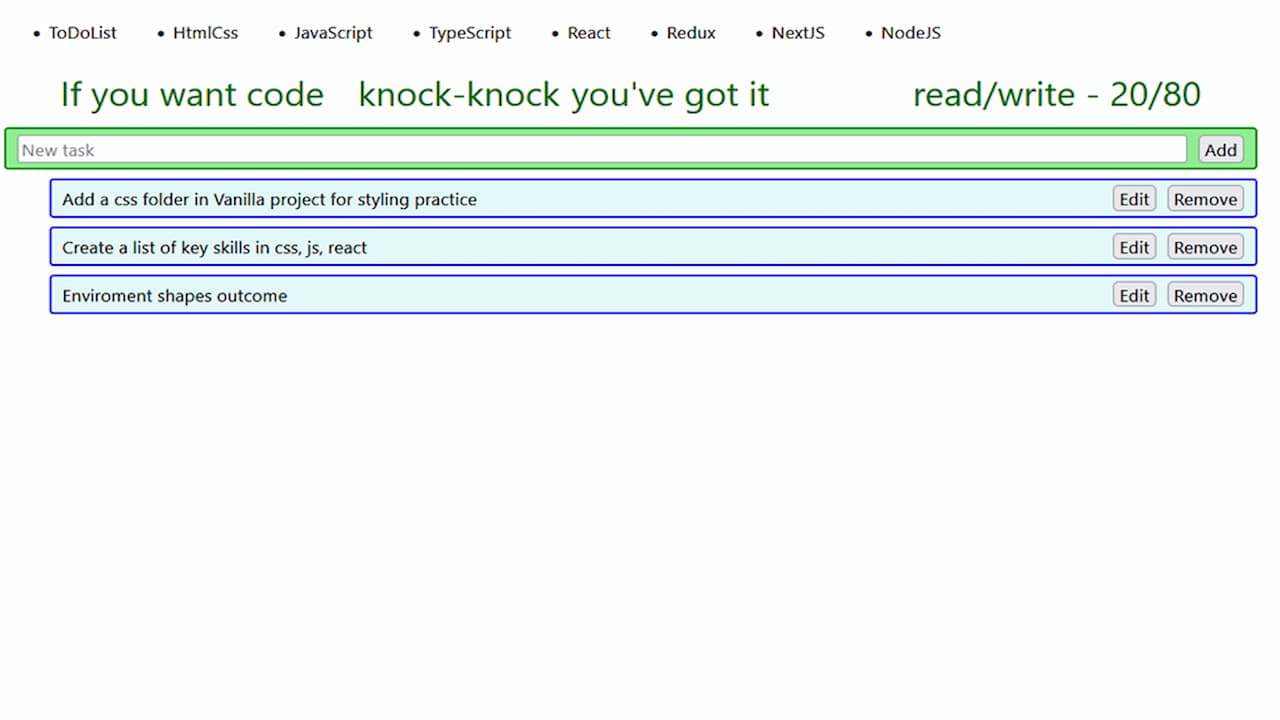 • ToDoList • HtmlCss • JavaScript • TypeScript • React • Redux • NextJS • NodeJS
If you want code knock-knock you've got it read/write - 20/80
New task Add
Add a css folder in Vanilla project for styling practice Edit Remove
Create a list of key skills in css, js, react Edit Remove
Enviroment shapes outcome Edit Remove